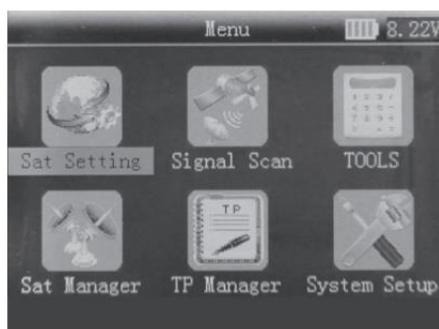 Menu 8.22V
Sat Setting Signal Scan TOOLS
TP
Sat Manager TP Manager System Setup